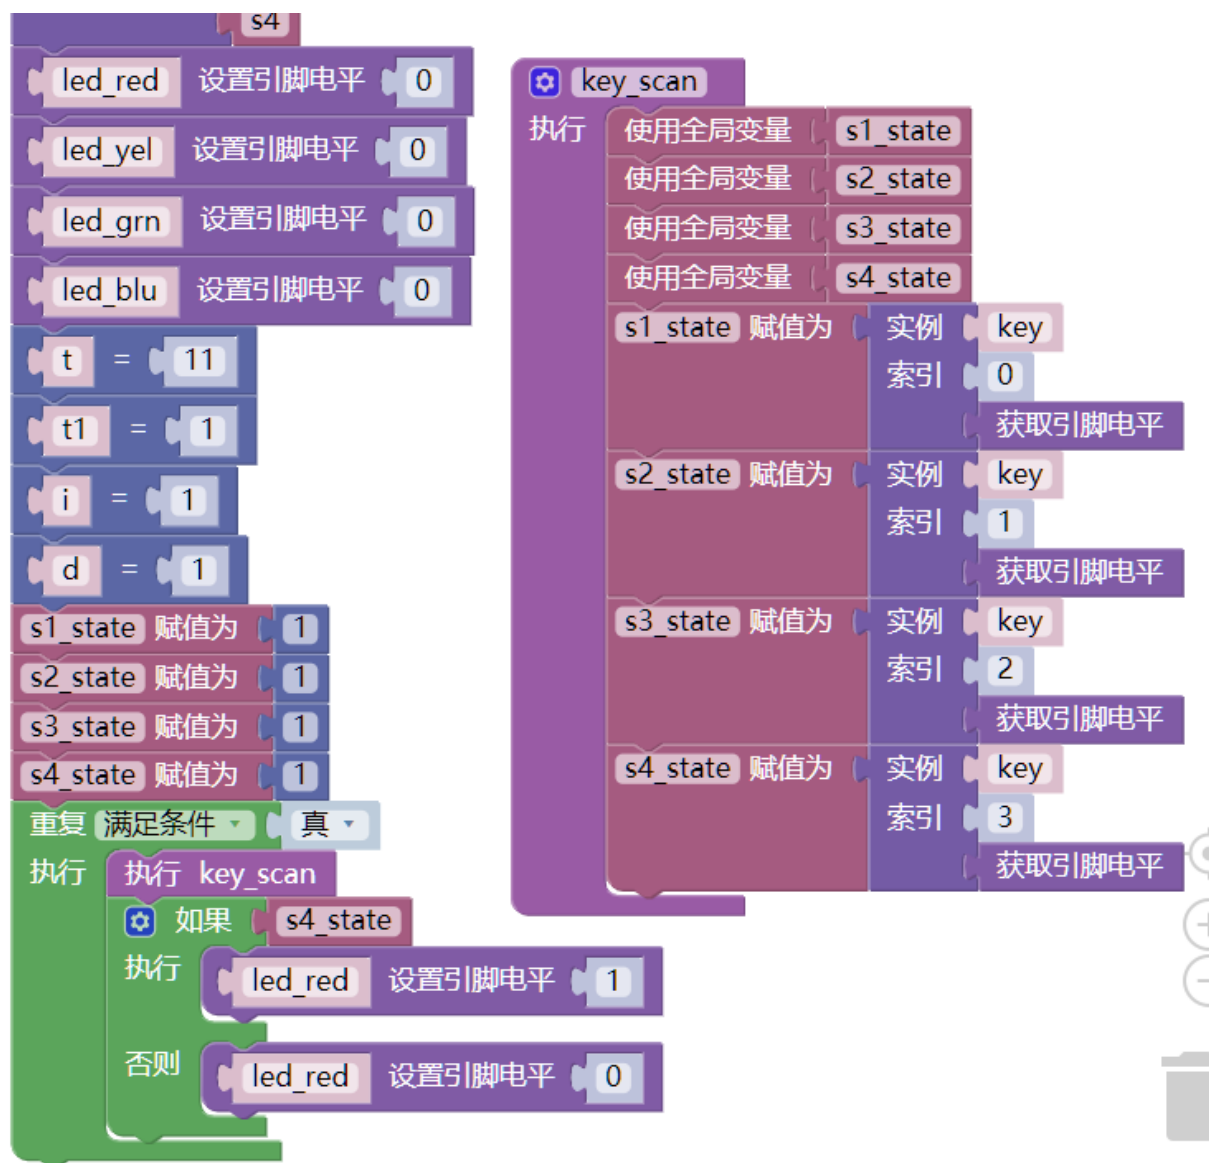 s4
led_red 设置引脚电平 0
led_yel 设置引脚电平 0
led_grn 设置引脚电平 0
led_blu 设置引脚电平 0
t = 11
t1 = 1
i = 1
d = 1
s1_state 赋值为 1
s2_state 赋值为 1
s3_state 赋值为 1
s4_state 赋值为 1
重复 满足条件 真
执行 执行 key_scan
如果 s4_state
执行 led_red 设置引脚电平 1
否则 led_red 设置引脚电平 0
key_scan
执行 使用全局变量 s1_state
使用全局变量 s2_state
使用全局变量 s3_state
使用全局变量 s4_state
s1_state 赋值为 实例 key
索引 0
获取引脚电平
s2_state 赋值为 实例 key
索引 1
获取引脚电平
s3_state 赋值为 实例 key
索引 2
获取引脚电平
s4_state 赋值为 实例 key
索引 3
获取引脚电平